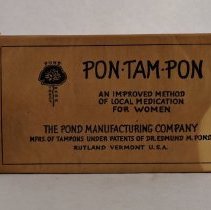 POND
PON·TAM·PON
AN IMPROVED METHOD
OF LOCAL MEDICATION
FOR WOMEN
THE POND MANUFACTURING COMPANY
MFRS OF TAMPONS UNDER PATENTS OF DR. EDMUND M. POND
RUTLAND VERMONT U.S.A.